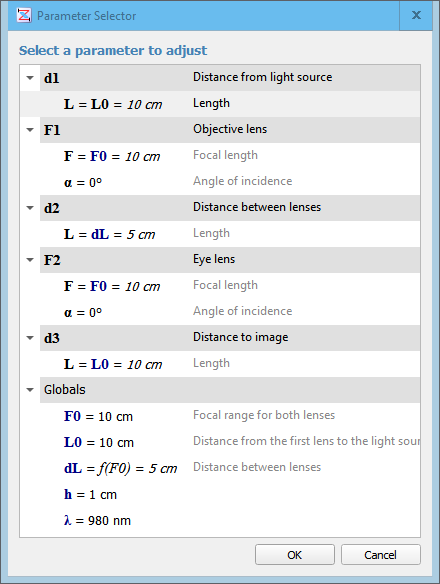 Parameter Selector
Select a parameter to adjust
d1 Distance from light source
L = L0 = 10 cm Length
F1 Objective lens
F = F0 = 10 cm Focal length
α = 0° Angle of incidence
d2 Distance between lenses
L = dL = 5 cm Length
F2 Eye lens
F = F0 = 10 cm Focal length
α = 0° Angle of incidence
d3 Distance to image
L = L0 = 10 cm Length
Globals
F0 = 10 cm Focal range for both lenses
L0 = 10 cm Distance from the first lens to the light sour
dL = f(F0) = 5 cm Distance between lenses
h = 1 cm
λ = 980 nm
OK Cancel